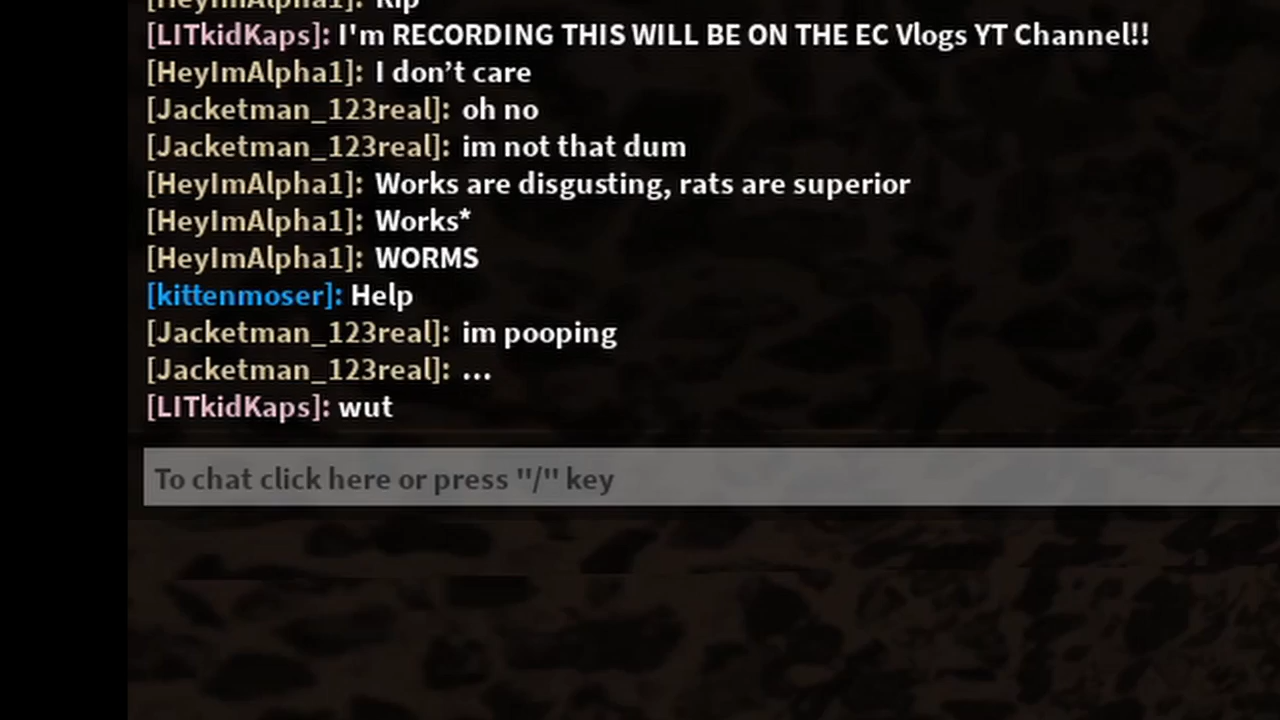 [HeyImAlpha1]: Rip
[LITkidKaps]: I'm RECORDING THIS WILL BE ON THE EC Vlogs YT Channel!!
[HeyImAlpha1]: I don’t care
[Jacketman_123real]: oh no
[Jacketman_123real]: im not that dum
[HeyImAlpha1]: Works are disgusting, rats are superior
[HeyImAlpha1]: Works*
[HeyImAlpha1]: WORMS
[kittenmoser]: Help
[Jacketman_123real]: im pooping
[Jacketman_123real]: ...
[LITkidKaps]: wut
To chat click here or press "/" key